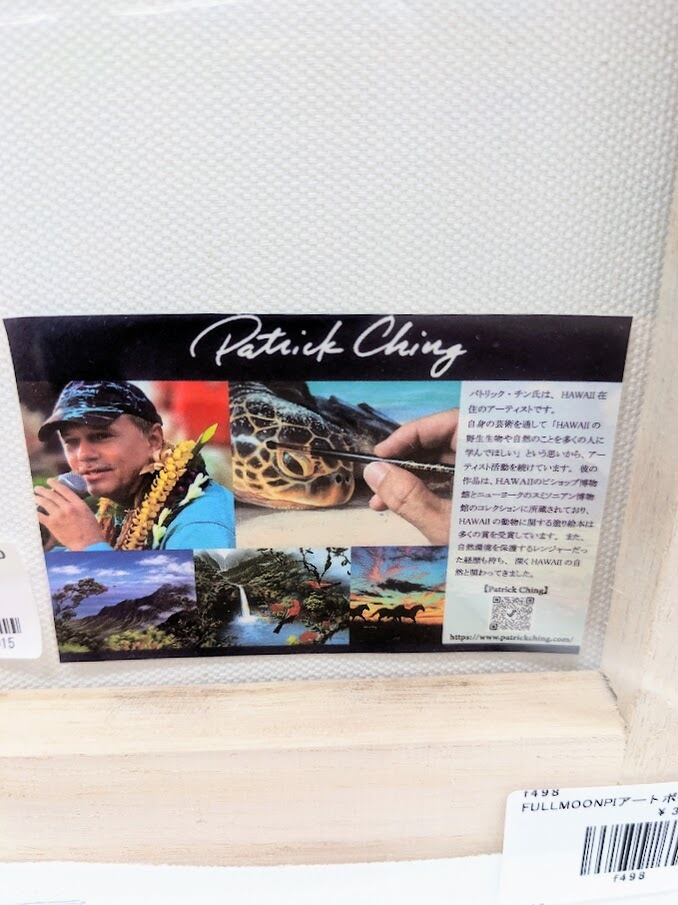 Patrick Ching
パトリック・チン氏は、HAWAII 在
住のアーティストです。
自身の芸術を通して「HAWAII の
野生生物や自然のことを多くの人に
学んでほしい」という思いから、アー
ティスト活動を続けています。彼の
作品は、HAWAIIのビショップ博物
館とニューヨークのスミソニアン博物
館のコレクションに所蔵されており、
HAWAII の動物に関する塗り絵本は
多くの賞を受賞しています。また、
自然環境を保護するレンジャーだっ
た経歴も持ち、深くHAWAII の自
然と関わってきました。
【Patrick Ching】
https://www.patrickching.com/
015
f498
FULLMOONPIアートポ
¥3
f498